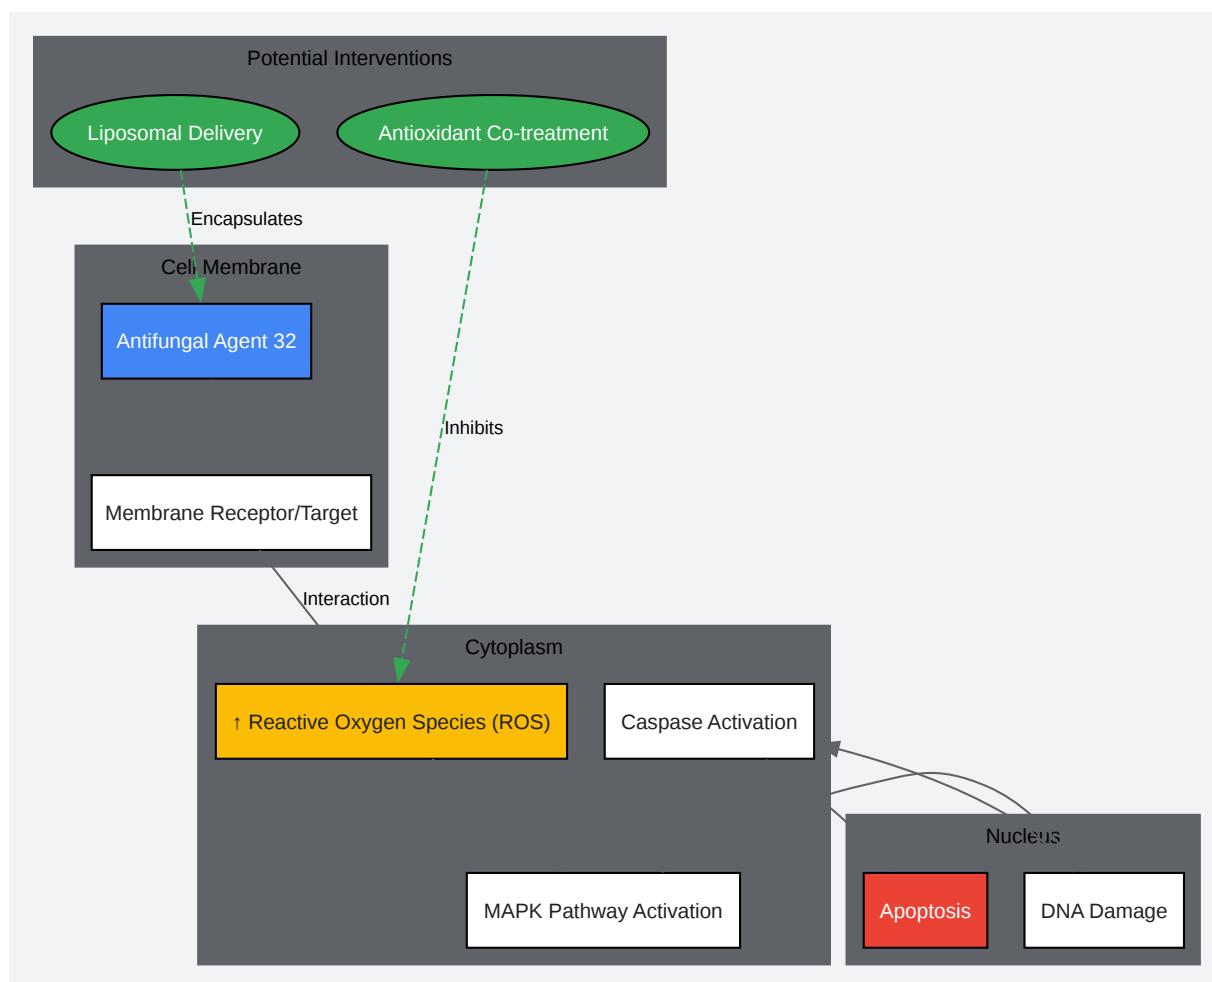 Potential Interventions
Liposomal Delivery
Antioxidant Co-treatment
Encapsulates
Cell Membrane
Antifungal Agent 32
Inhibits
Membrane Receptor/Target
Interaction
Cytoplasm
↑ Reactive Oxygen Species (ROS)
Caspase Activation
Nucleus
MAPK Pathway Activation
Apoptosis
DNA Damage